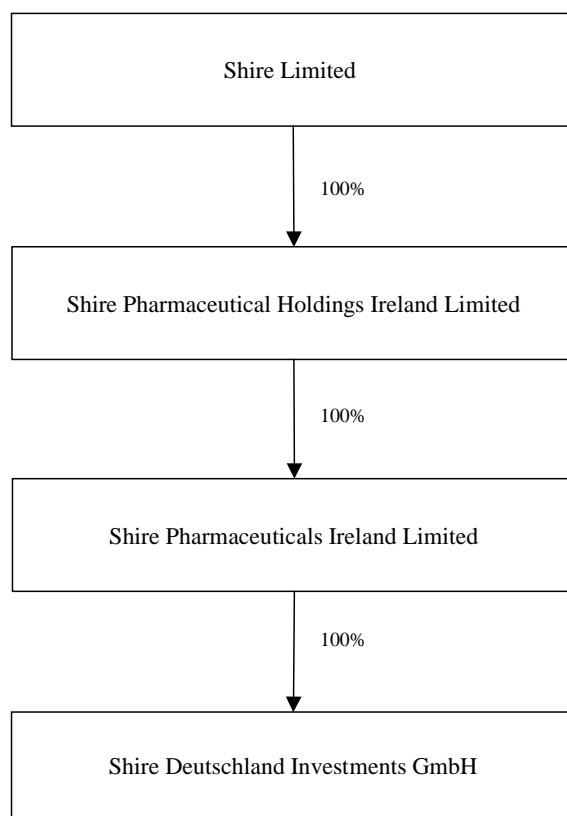 Shire Limited
100%
Shire Pharmaceutical Holdings Ireland Limited
100%
Shire Pharmaceuticals Ireland Limited
100%
Shire Deutschland Investments GmbH